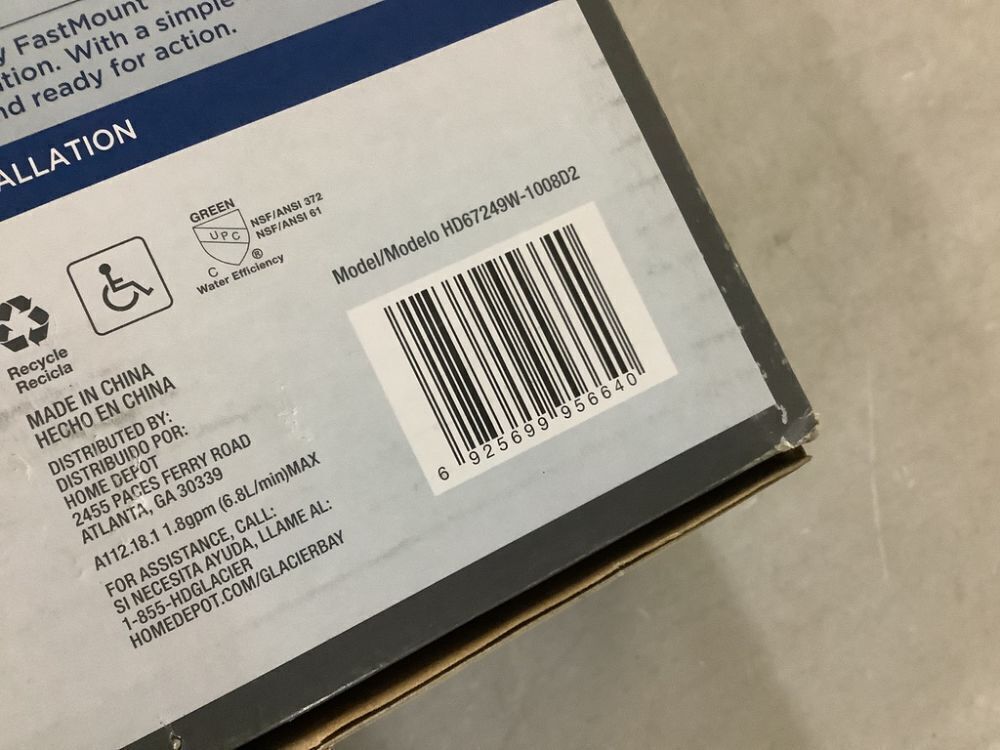 FastMount
ition. With a simple
nd ready for action.
ALLATION
GREEN
UPC
C
®
Water Efficiency
NSF/ANSI 372
NSF/ANSI 61
Model/Modelo HD67249W-1008D2
6 925699 956640
Recycle
Recicla
MADE IN CHINA
HECHO EN CHINA
DISTRIBUTED BY:
DISTRIBUIDO POR:
HOME DEPOT
2455 PACES FERRY ROAD
ATLANTA, GA 30339
A112.18.1 1.8gpm (6.8L/min)MAX
FOR ASSISTANCE, CALL:
SI NECESITA AYUDA, LLAME AL:
1-855-HDGLACIER
HOMEDEPOT.COM/GLACIERBAY